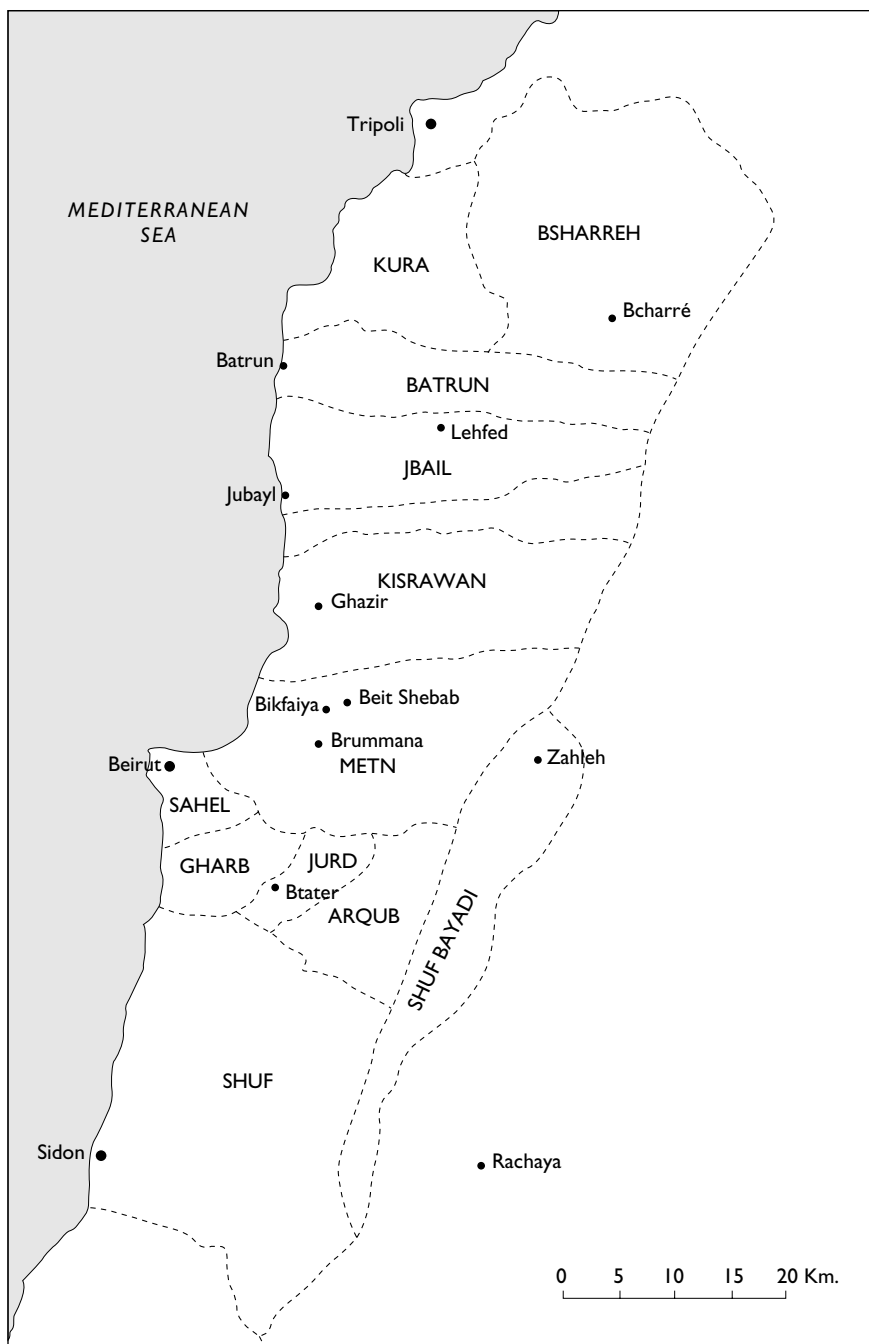 Tripoli
MEDITERRANEAN
SEA
BSHARREH
KURA
Bcharré
Batrun
BATRUN
Lehfed
JBAIL
Jubayl
KISRAWAN
Ghazir
Beit Shebab
Bikfaiya
Brummana
Zahleh
Beirut
METN
SAHEL
JURD
GHARB
Btater
ARQUB
SHUF BAYADI
SHUF
Sidon
Rachaya
0 5 10 15 20 Km.